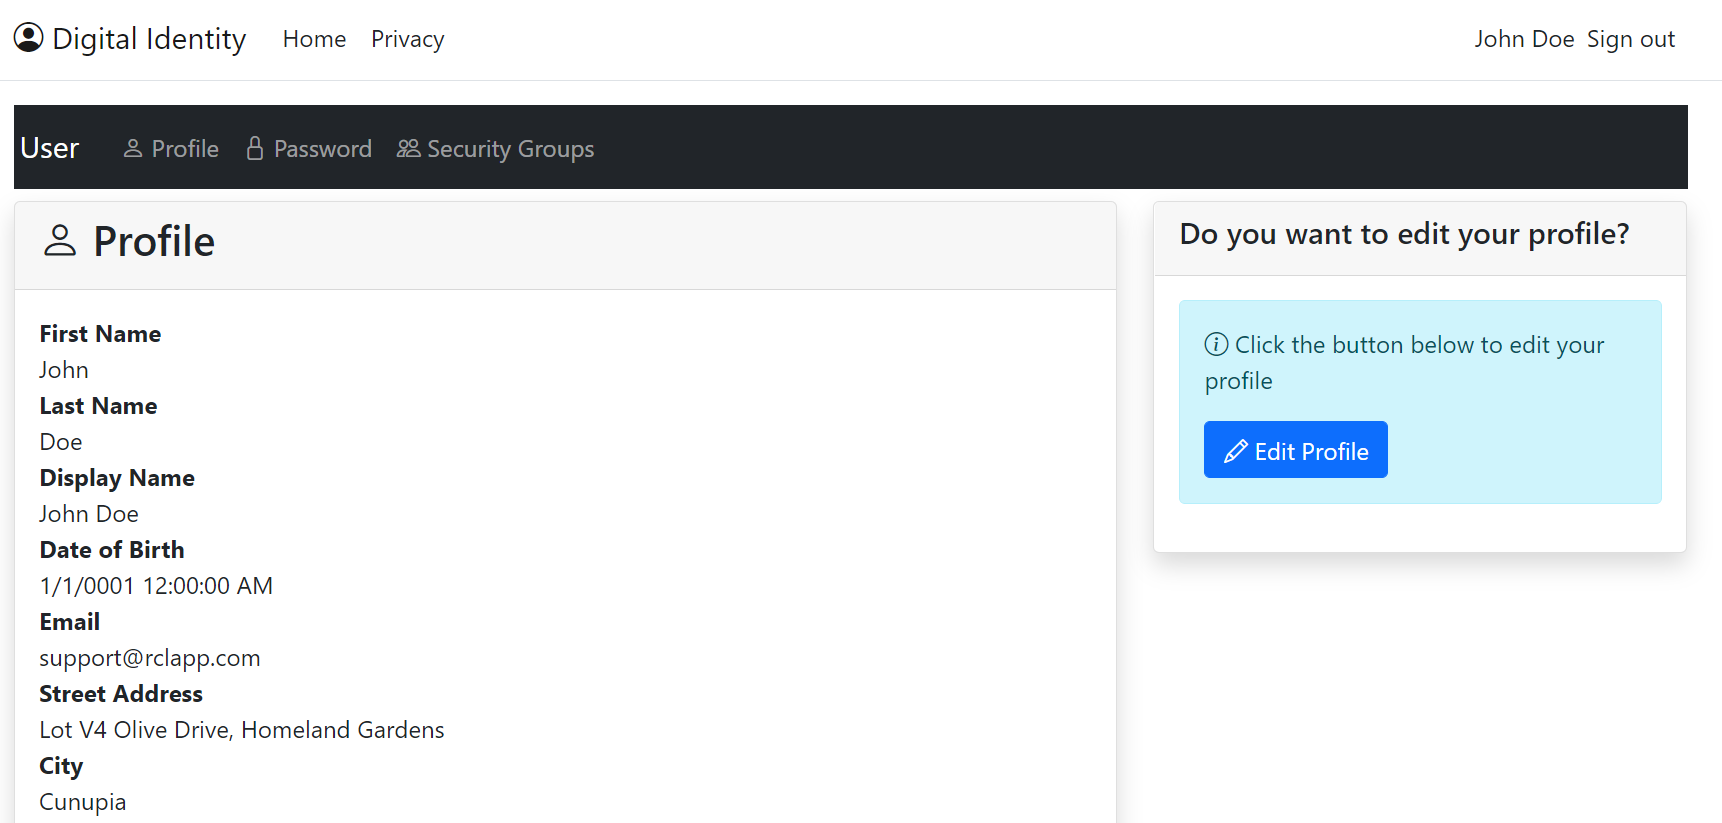 Digital Identity Home Privacy John Doe Sign out
User Profile Password Security Groups
Profile
First Name
John
Last Name
Doe
Display Name
John Doe
Date of Birth
1/1/0001 12:00:00 AM
Email
support@rclapp.com
Street Address
Lot V4 Olive Drive, Homeland Gardens
City
Cunupia
Do you want to edit your profile?
Click the button below to edit your
profile
Edit Profile